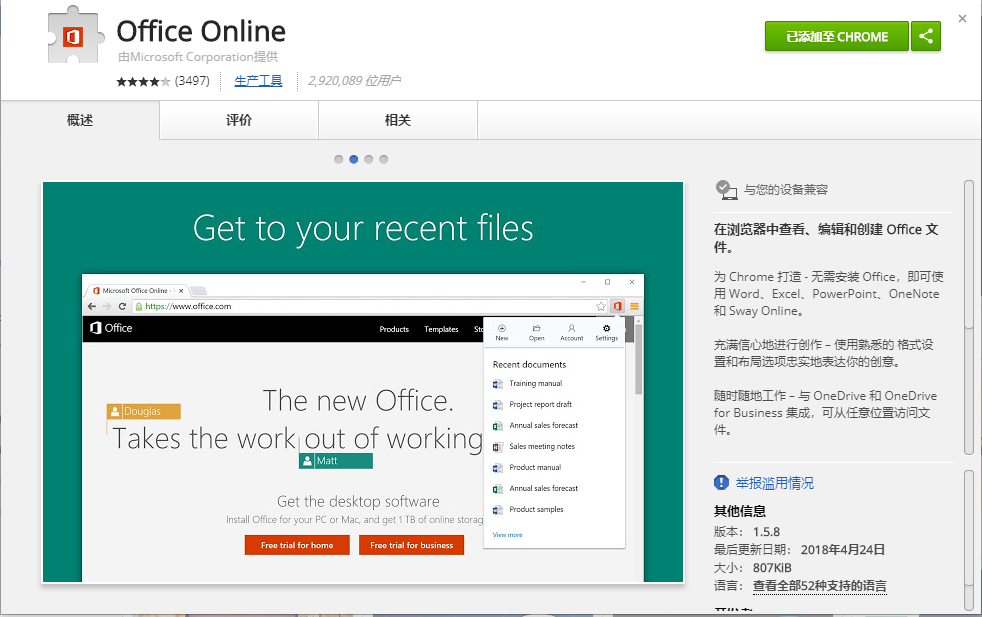 Office Online
由Microsoft Corporation提供
(3497)
生产工具
2,920,089 位用户
已添加至 CHROME
概述
评价
相关
Get to your recent files
Microsoft Office Online -
https://www.office.com
Office
Products
Templates
Sto
New
Open
Account
Settings
Recent documents
Training manual
Project report draft
Annual sales forecast
Sales meeting notes
Product manual
Annual sales forecast
Product samples
View more
The new Office.
Douglas
Takes the work out of working
Matt
Get the desktop software
Install Office for your PC or Mac, and get 1 TB of online storag
Free trial for home
Free trial for business
与您的设备兼容
在浏览器中查看、编辑和创建 Office 文
件。
为 Chrome 打造 - 无需安装 Office，即可使
用 Word、Excel、PowerPoint、OneNote
和 Sway Online。
充满信心地进行创作 – 使用熟悉的 格式设
置和布局选项忠实地表达你的创意。
随时随地工作 – 与 OneDrive 和 OneDrive
for Business 集成，可从任意位置访问文
件。
举报滥用情况
其他信息
版本： 1.5.8
最后更新日期： 2018年4月24日
大小： 807KiB
语言： 查看全部52种支持的语言